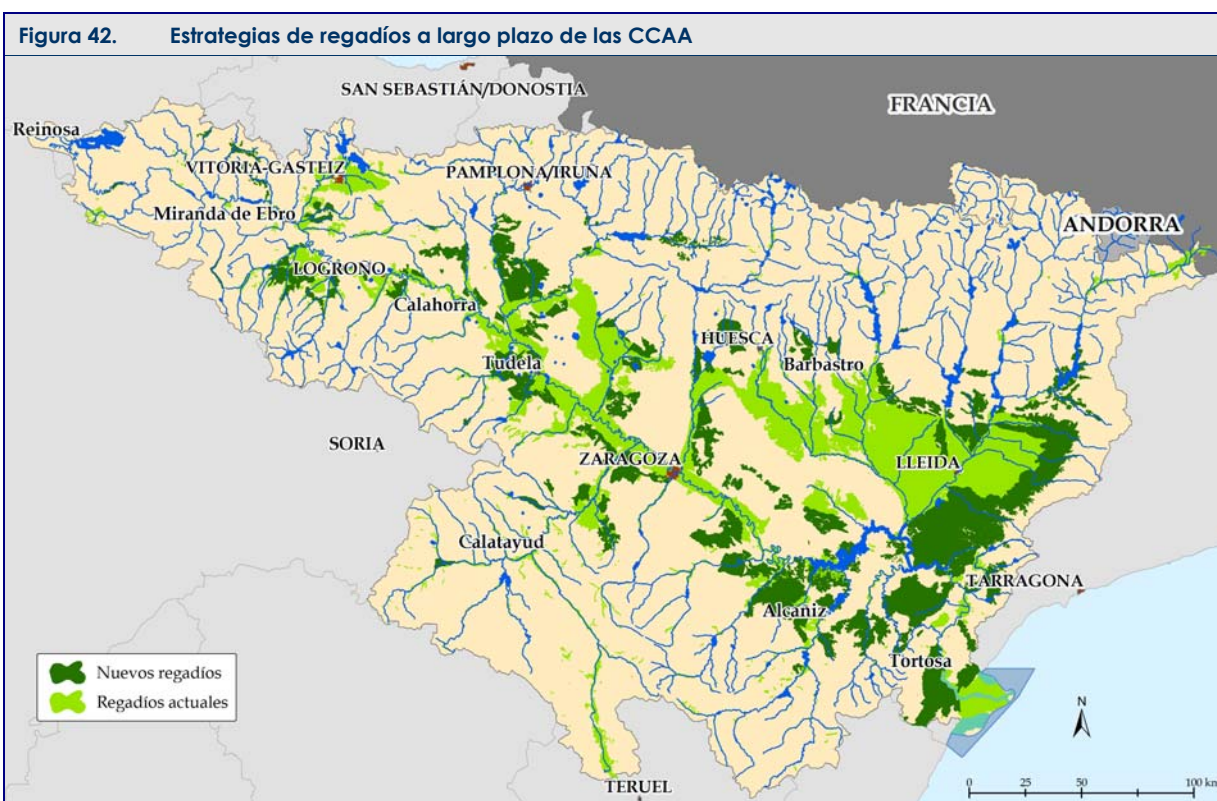 Figura 42. Estrategias de regadíos a largo plazo de las CCAA
SAN SEBASTIÁN/DONOSTIA
FRANCIA
Reinosa
VITORIA-GASTEIZ
PAMPLONA/IRUÑA
Miranda de Ebro
ANDORRA
LOGROÑO
Calahorra
HUESCA
Tudela
Barbastro
SORIA
ZARAGOZA
LLEIDA
Calatayud
TARRAGONA
Alcañiz
Tortosa
Nuevos regadíos
Regadíos actuales
N
0 25 50 100 km
TERUEL